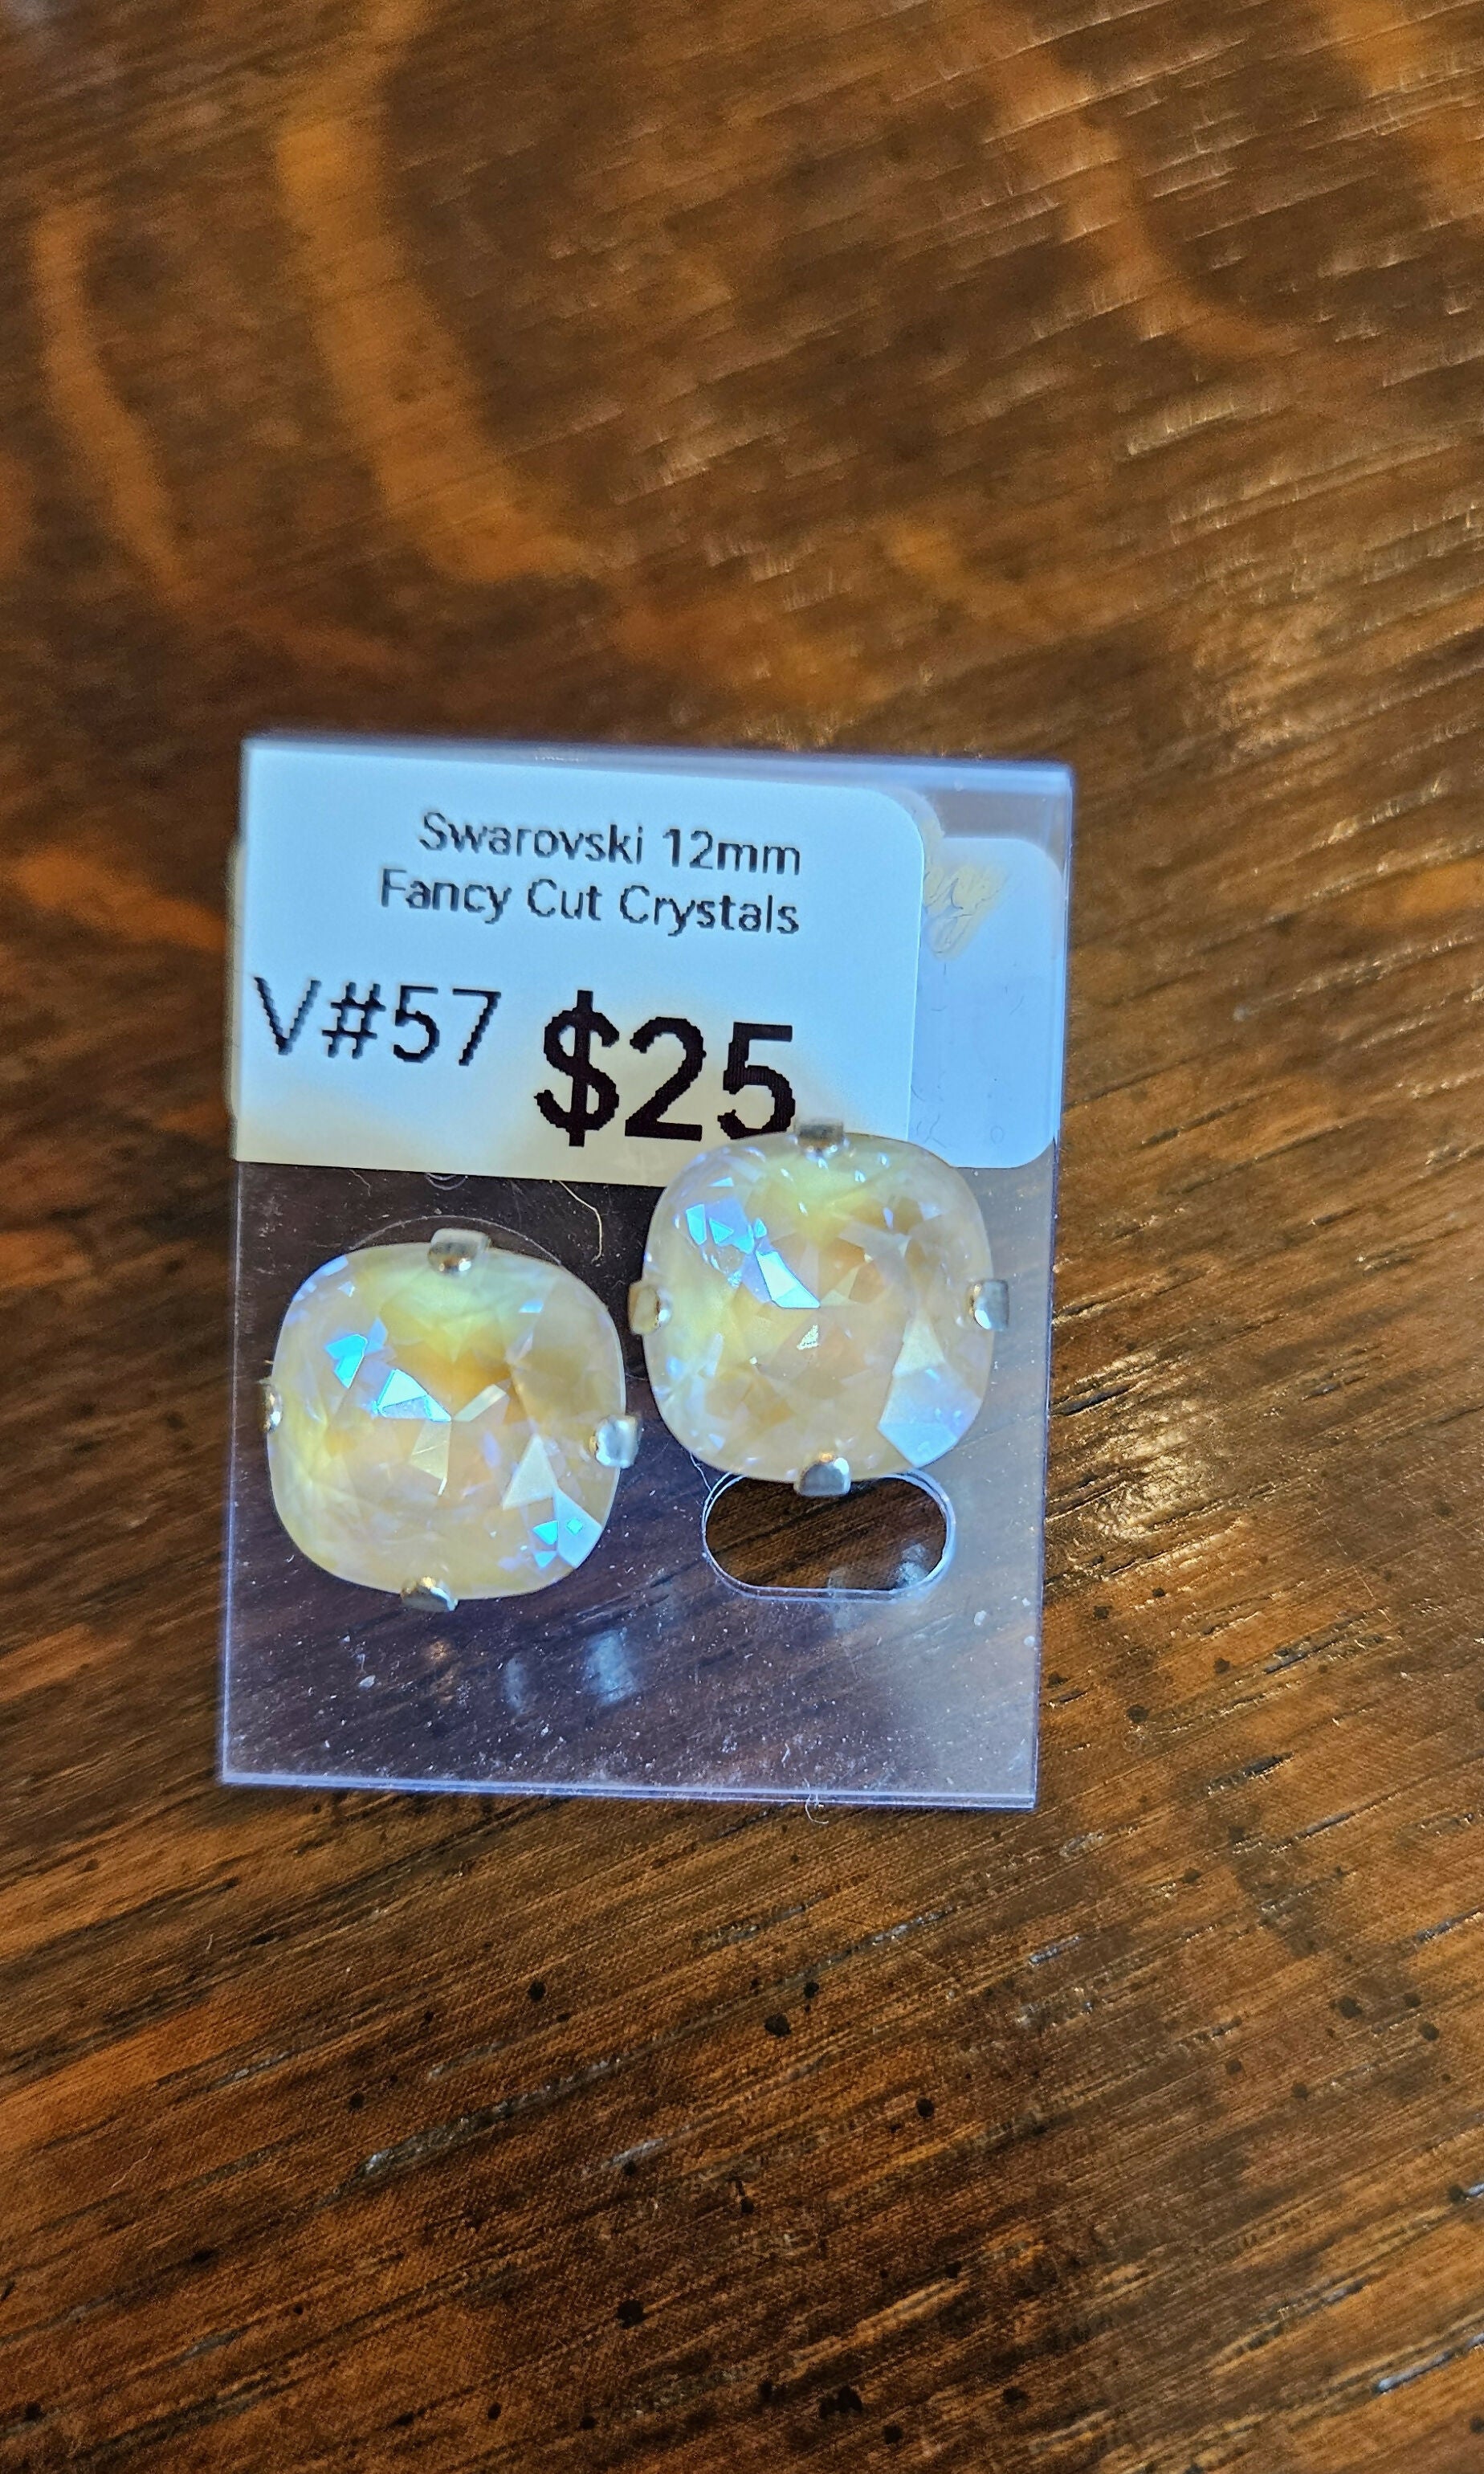 Swarovski 12mm
Fancy Cut Crystals
V#57 $25